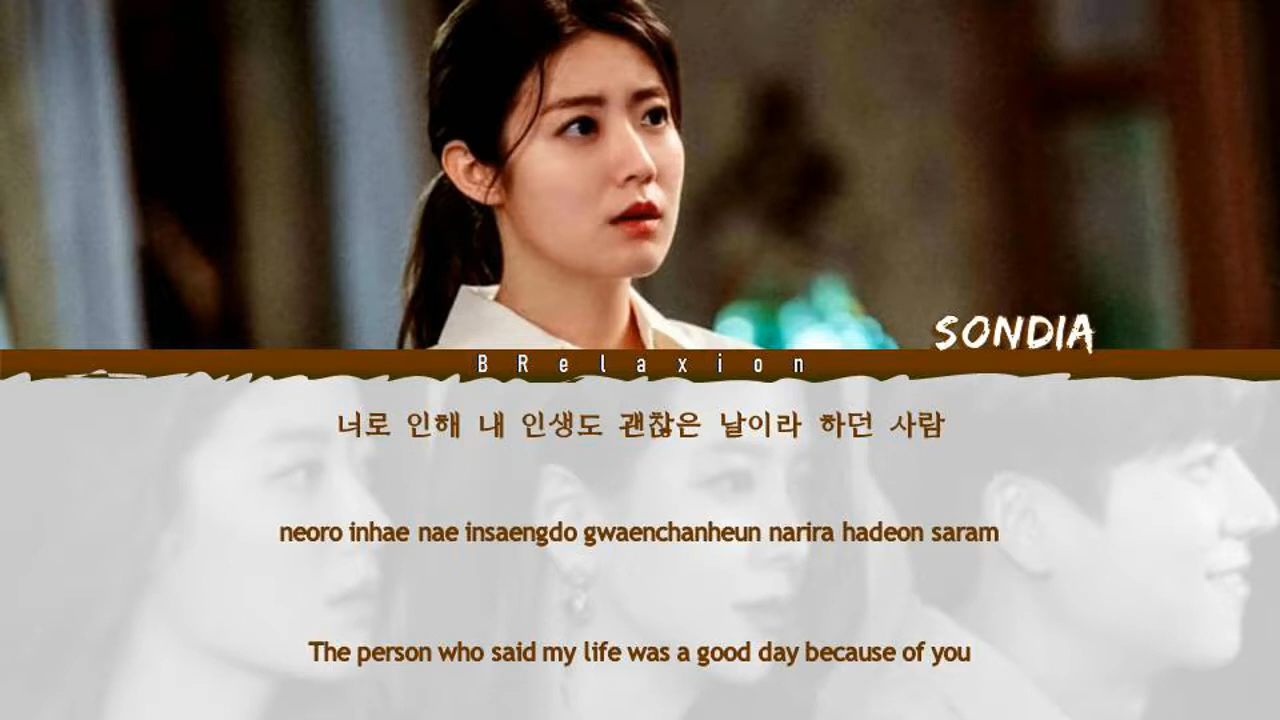 SONDIA
BRelaxion
너로 인해 내 인생도 괜찮은 날이라 하던 사람
neoro inhae nae insaengdo gwaenchanheun narira hadeon saram
The person who said my life was a good day because of you